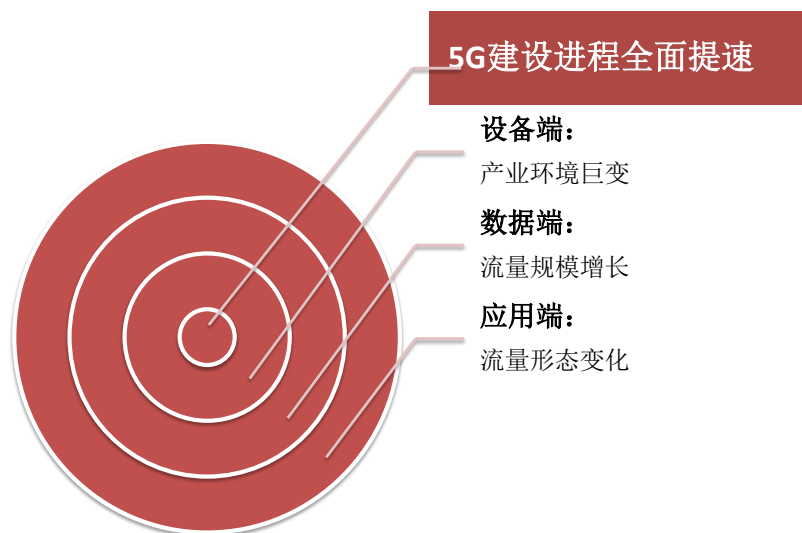 5G建设进程全面提速
设备端：
产业环境巨变
数据端：
流量规模增长
应用端：
流量形态变化